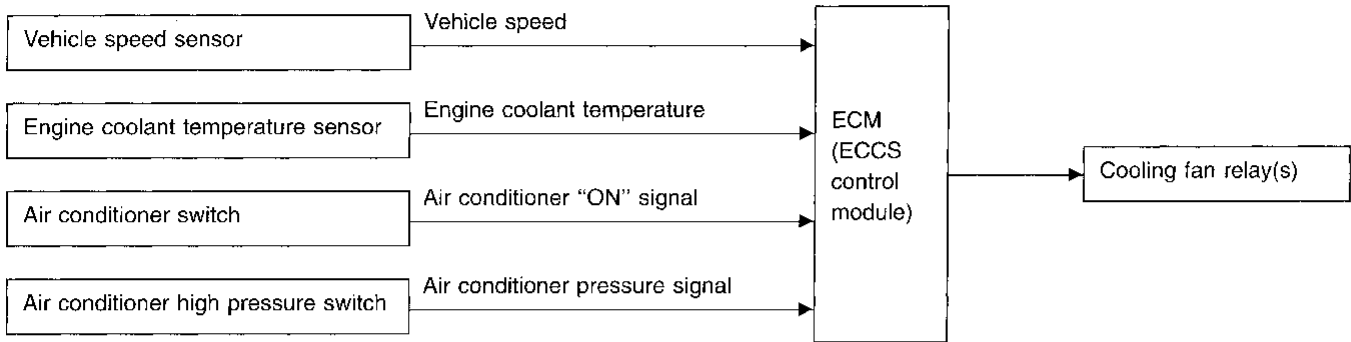 Vehicle speed sensor
Vehicle speed
Engine coolant temperature sensor
Engine coolant temperature
Air conditioner switch
Air conditioner “ON” signal
Air conditioner high pressure switch
Air conditioner pressure signal
ECM
(ECCS
control
module)
Cooling fan relay(s)